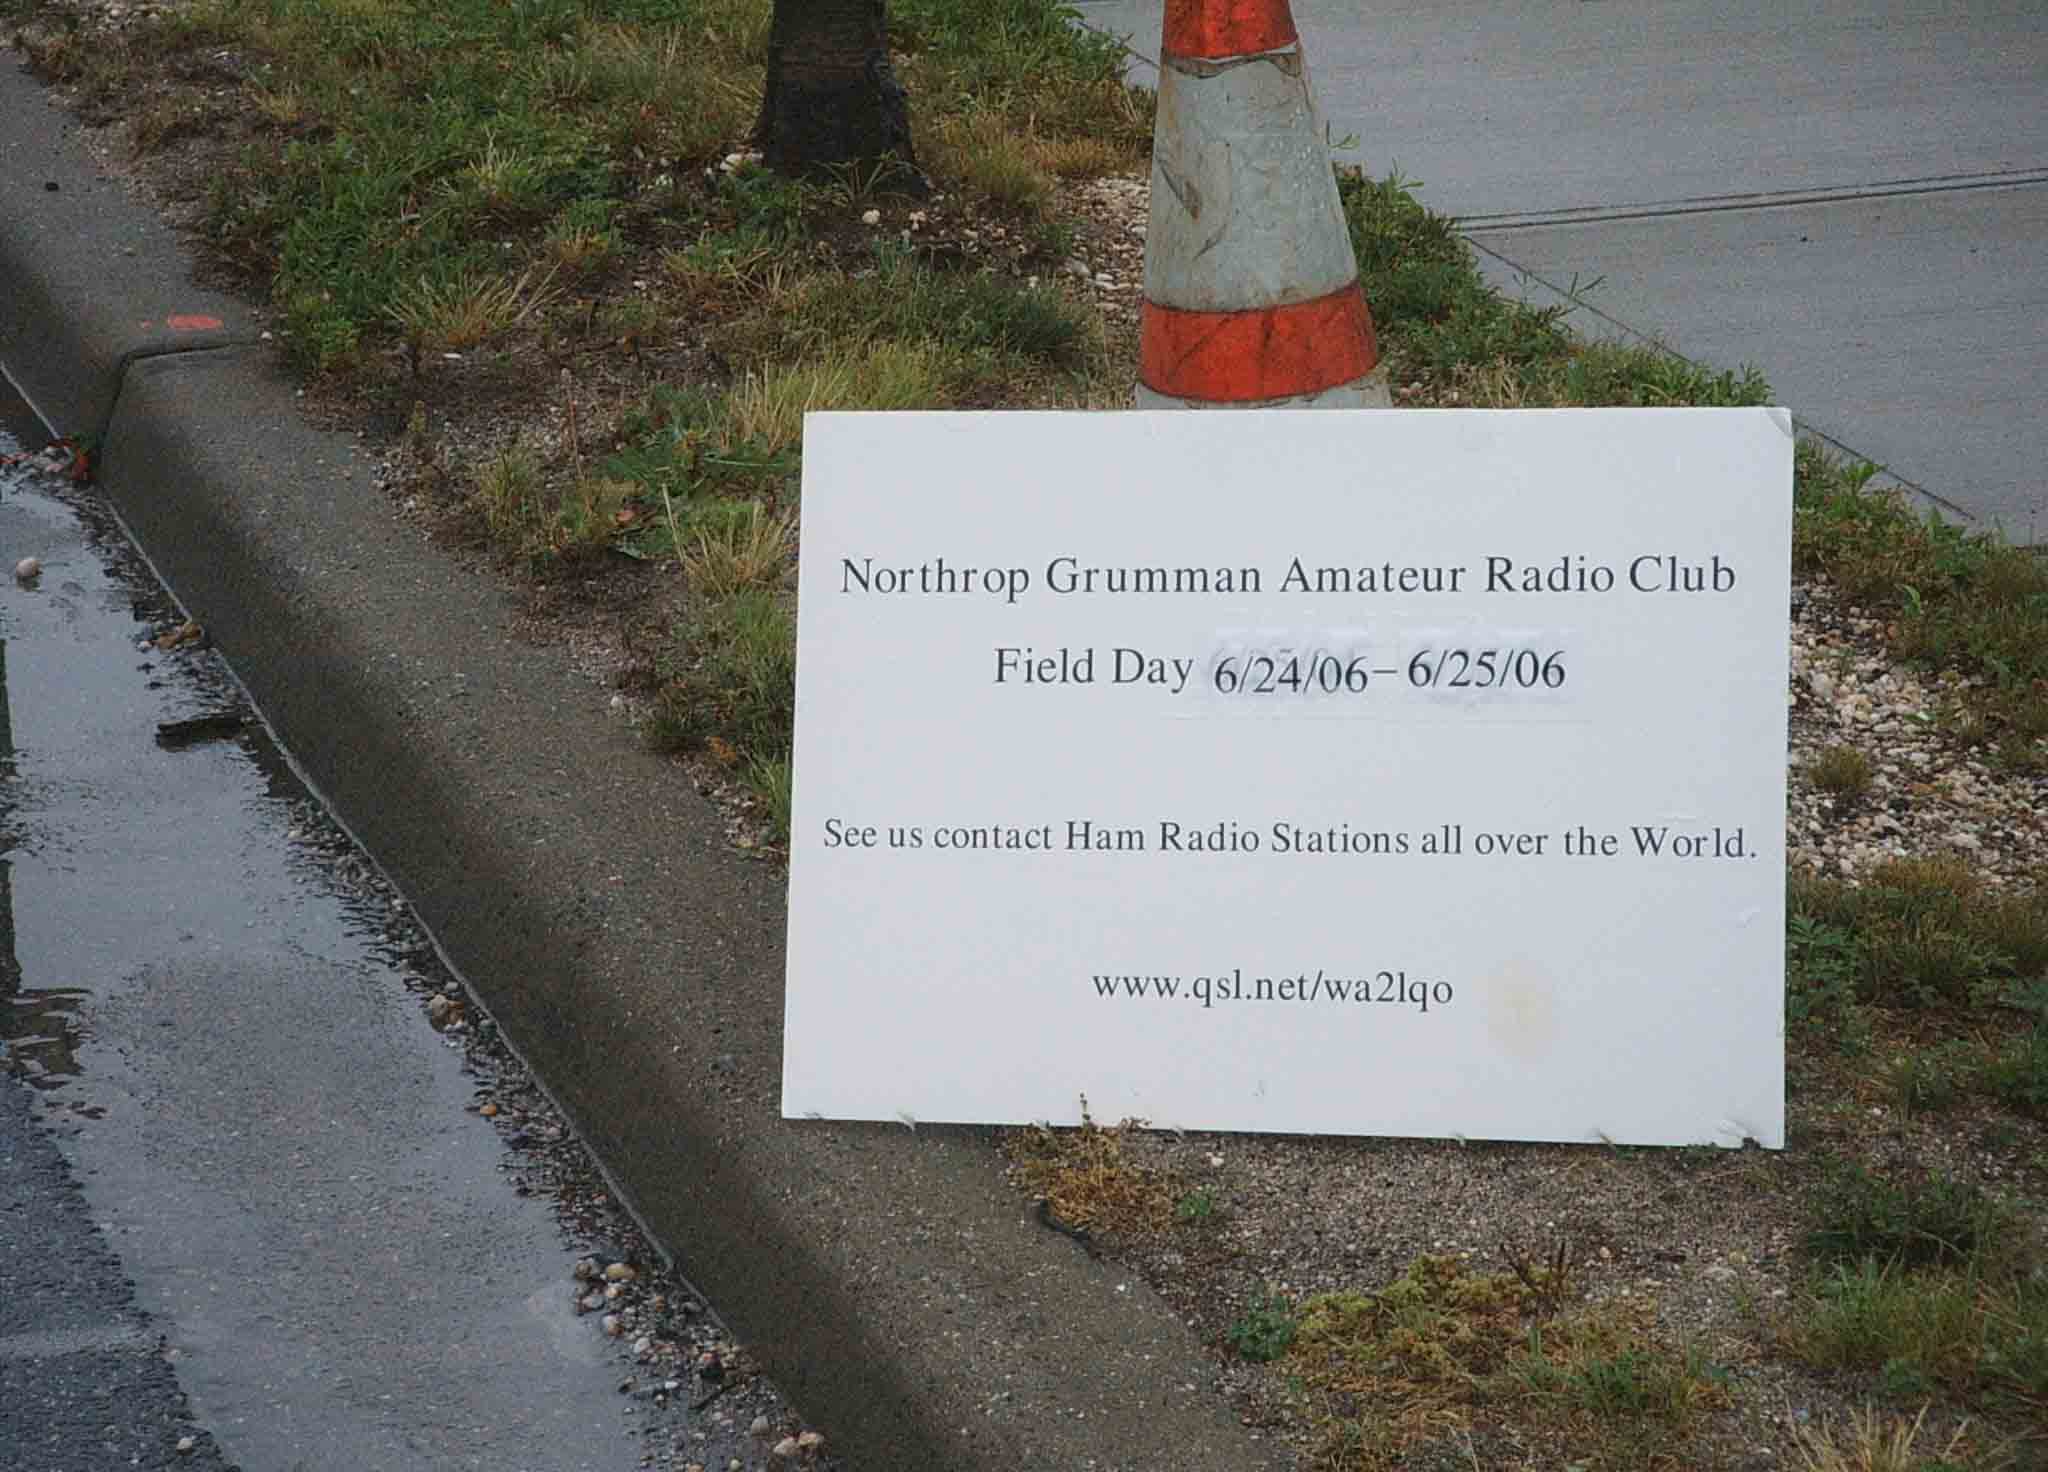 Northrop Grumman Amateur Radio Club
Field Day 6/24/06-6/25/06
See us contact Ham Radio Stations all over the World.
www.qsl.net/wa2lqo